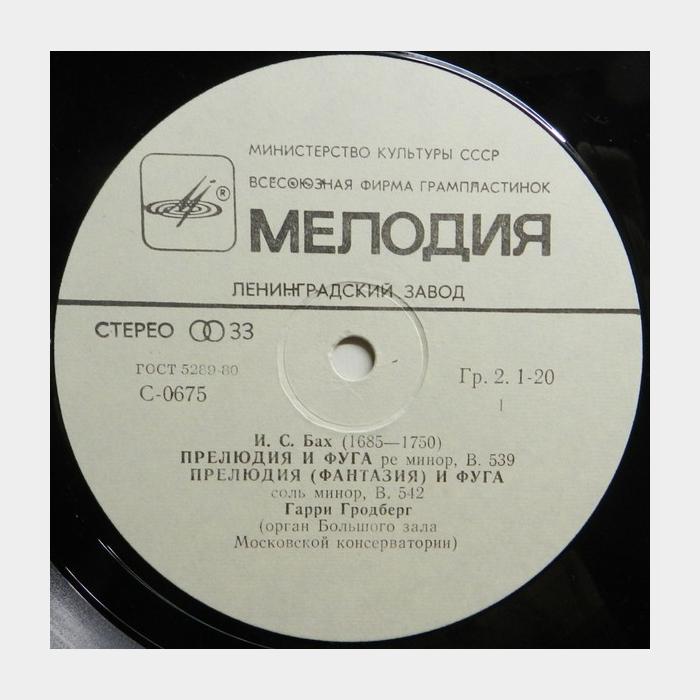 МИНИСТЕРСТВО КУЛЬТУРЫ СССР
ВСЕСОЮЗНАЯ ФИРМА ГРАМПЛАСТИНОК
®
МЕЛОДИЯ
ЛЕНИНГРАДСКИЙ ЗАВОД
СТЕРЕО 33
ГОСТ 5289-80
С-0675
Гр. 2. 1-20
1
И. С. Бах (1685—1750)
ПРЕЛЮДИЯ И ФУГА ре минор, В. 539
ПРЕЛЮДИЯ (ФАНТАЗИЯ) И ФУГА
соль минор, В. 542
Гарри Гродберг
(орган Большого зала
Московской консерватории)